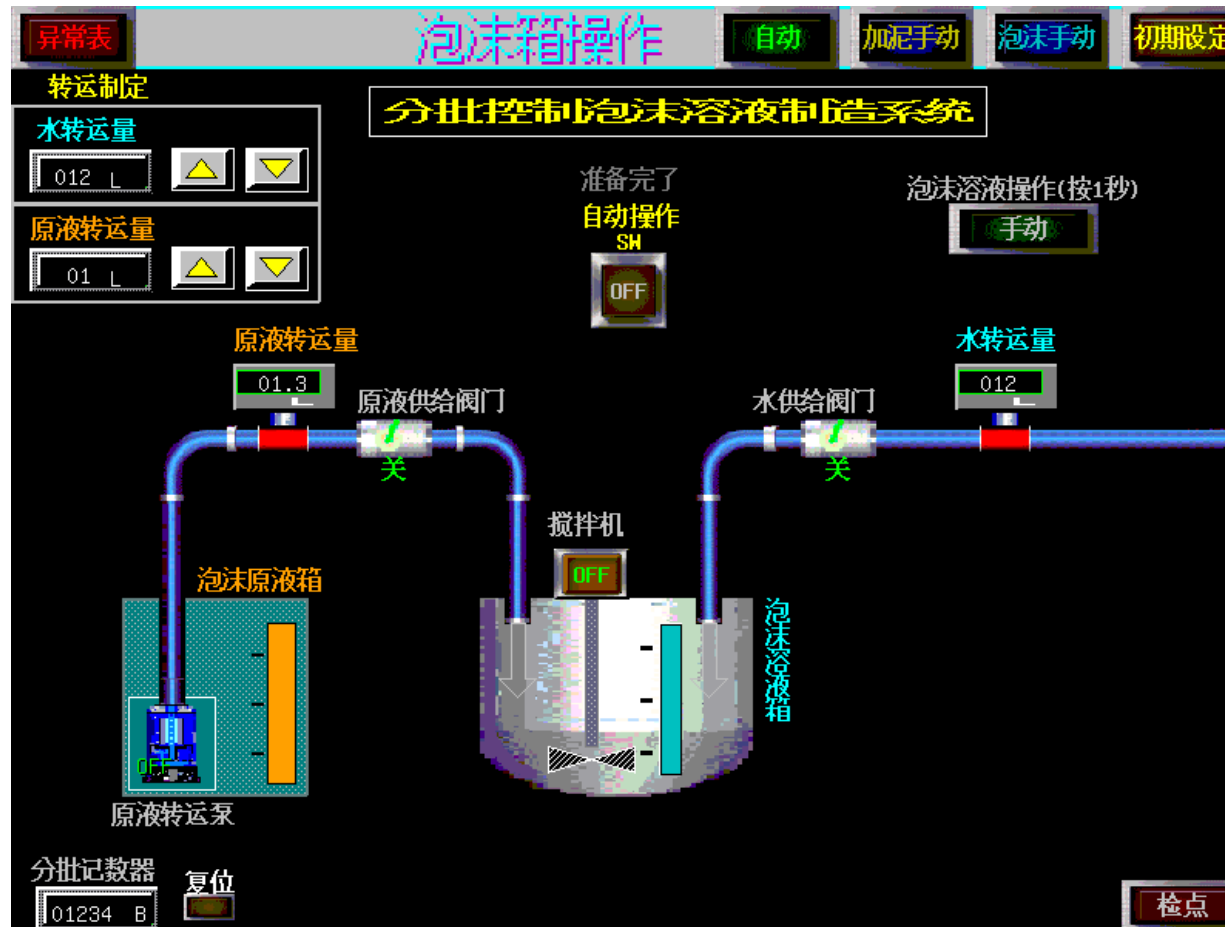 异常表
泡沫箱操作
自动
加泥手动
泡沫手动
初期设定
转运制定
分批控制泡沫溶液制造系统
水转运量
012 L
准备完了
自动操作
SW
OFF
泡沫溶液操作(按1秒)
手动
原液转运量
01 L
原液转运量
01.3 L
水转运量
012 L
原液供给阀门
关
水供给阀门
关
搅拌机
OFF
泡沫原液箱
泡沫溶液箱
OFF
原液转运泵
分批记数器
01234 B
复位
检点